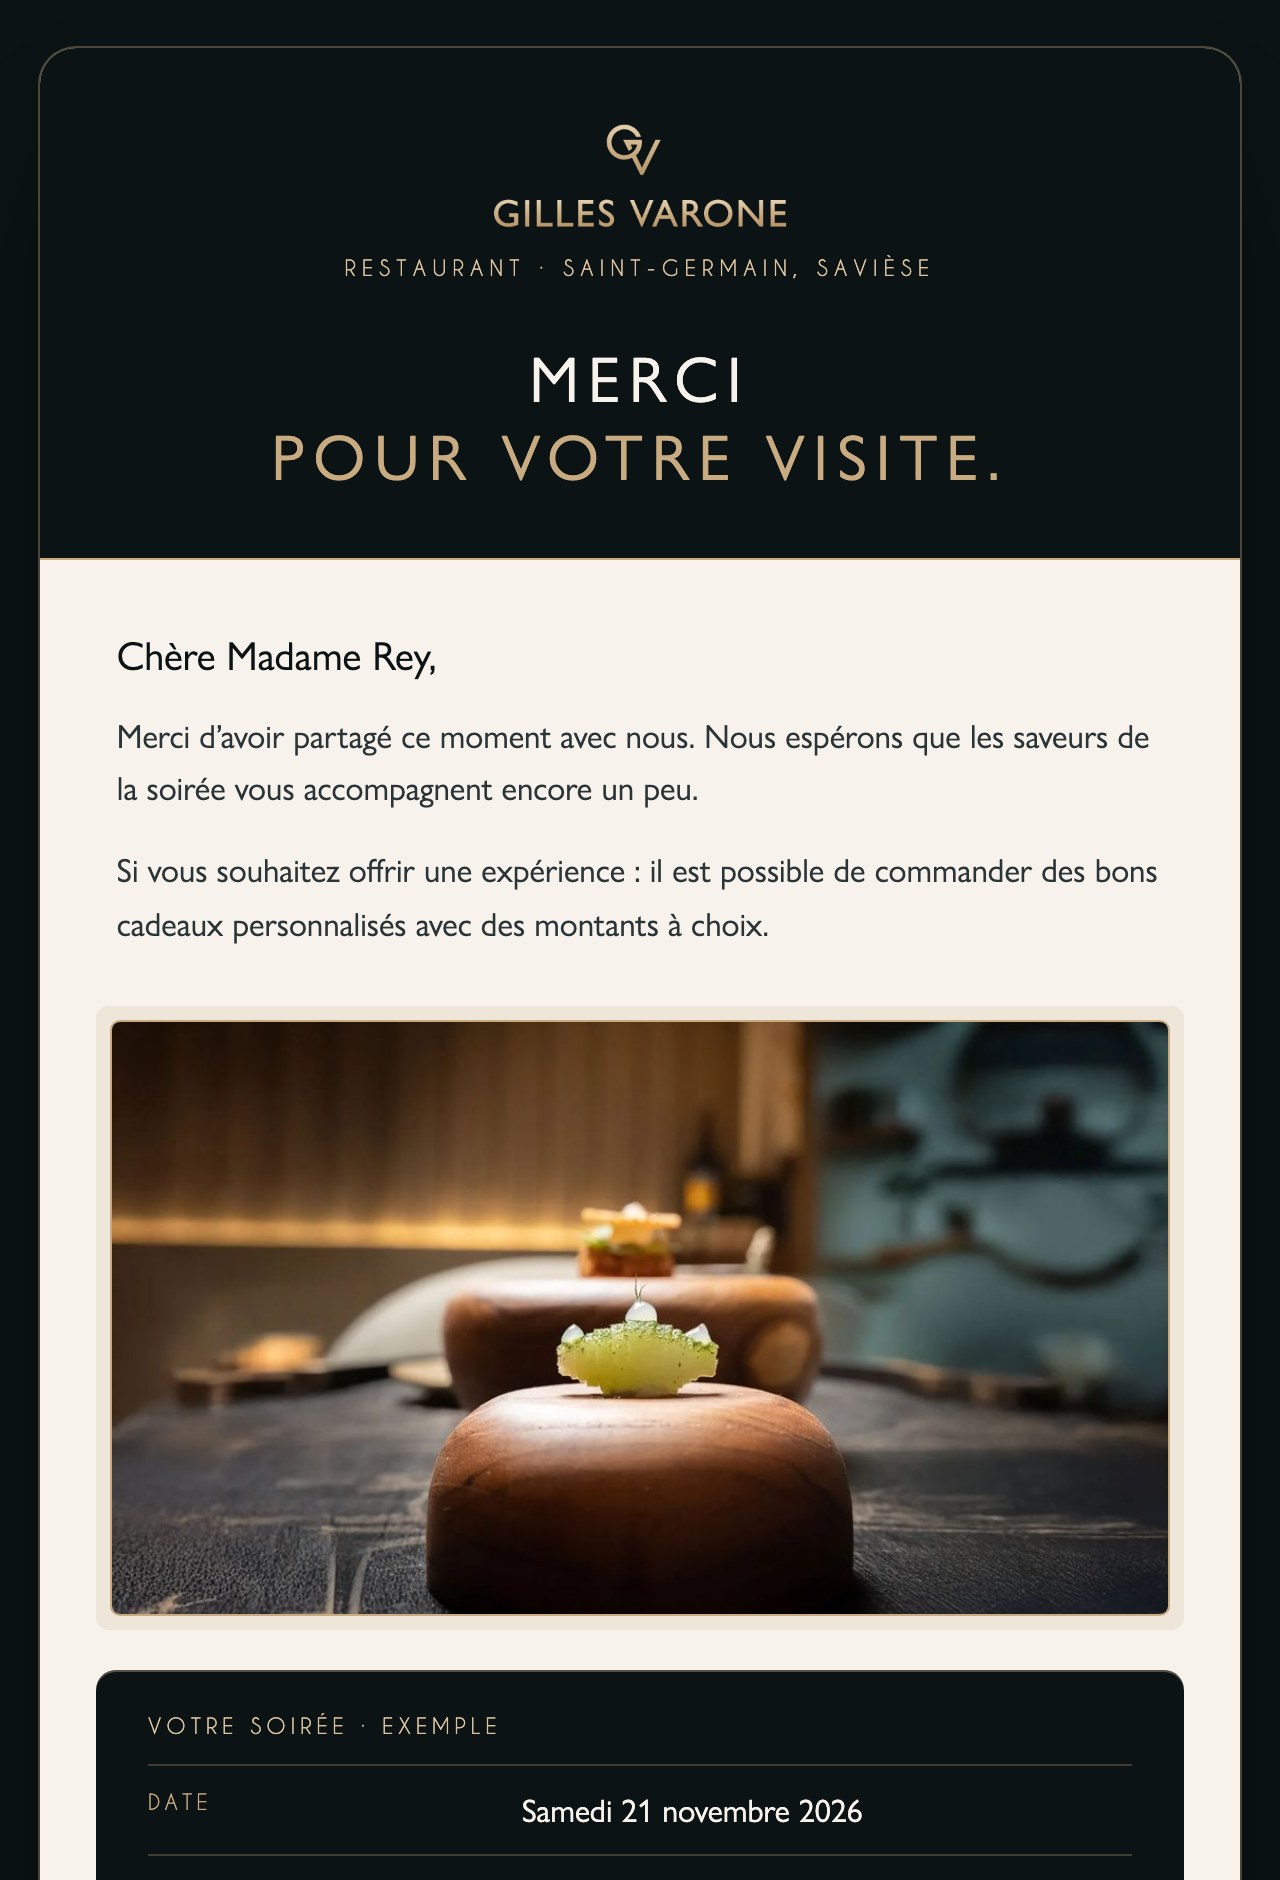 GV
GILLES VARONE
RESTAURANT · SAINT-GERMAIN, SAVIÈSE
MERCI
POUR VOTRE VISITE.
Chère Madame Rey,
Merci d’avoir partagé ce moment avec nous. Nous espérons que les saveurs de
la soirée vous accompagnent encore un peu.
Si vous souhaitez offrir une expérience : il est possible de commander des bons
cadeaux personnalisés avec des montants à choix.
VOTRE SOIRÉE · EXEMPLE
DATE
Samedi 21 novembre 2026